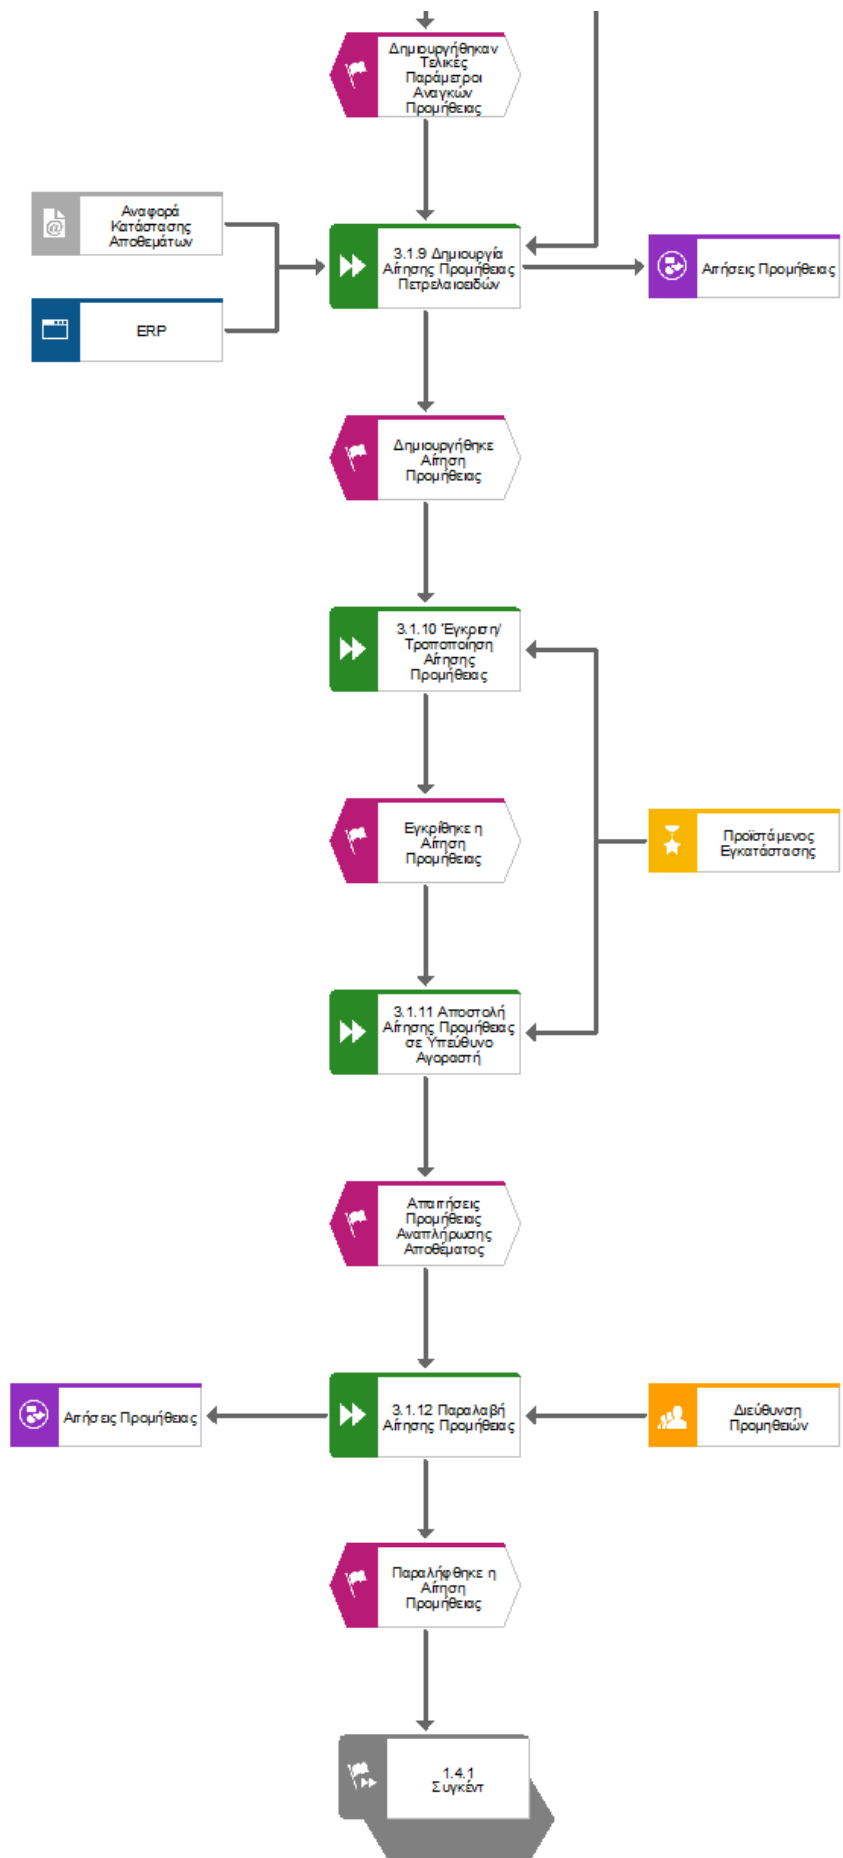 Δημιουργήθηκαν
Τελικές
Παράμετροι
Αναγκών
Προμήθειας
Αναφορά
Κατάστασης
Αποθεμάτων
3.1.9 Δημιουργία
Αίτησης Προμήθειας
Πετρελαιοειδών
Αιτήσεις Προμήθειας
ERP
Δημιουργήθηκε
Αίτηση
Προμήθειας
3.1.10 Έγκριση/
Τροποποίηση
Αίτησης
Προμήθειας
Εγκρίθηκε η
Αίτηση
Προμήθειας
Προϊστάμενος
Εγκατάστασης
3.1.11 Αποστολή
Αίτησης Προμήθειας
σε Υπεύθυνο
Αγοραστή
Απαιτήσεις
Προμήθειας
Αναπλήρωσης
Αποθέματος
Αιτήσεις Προμήθειας
3.1.12 Παραλαβή
Αίτησης Προμήθειας
Διεύθυνση
Προμηθειών
Παραλήφθηκε η
Αίτηση
Προμήθειας
1.4.1
Συγκέντ